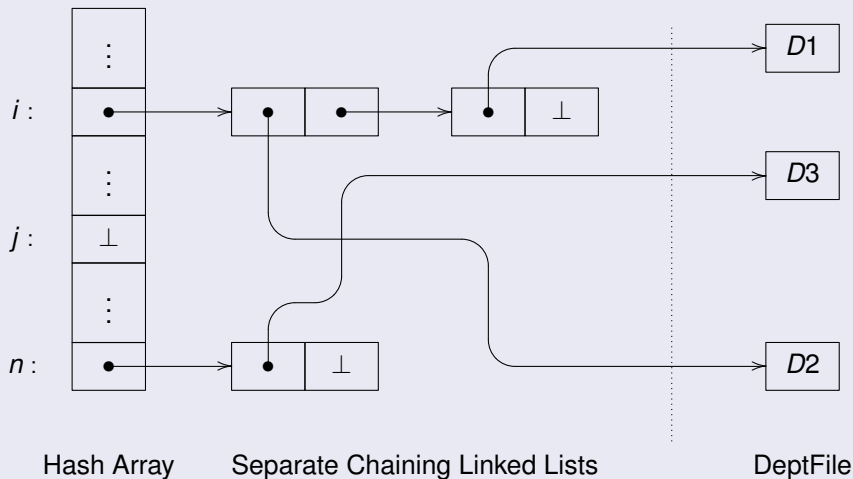 ⋮
D1
i :
⊥
⋮
D3
j :
⊥
⋮
n :
⊥
D2
Hash Array
Separate Chaining Linked Lists
DeptFile